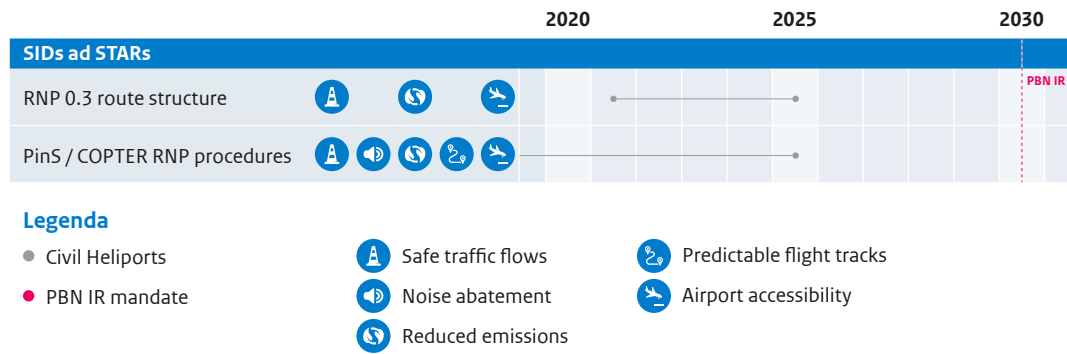 2020 2025 2030
SIDs ad STARs
PBN IR
RNP 0.3 route structure
PinS / COPTER RNP procedures
Legenda
Civil Heliports
PBN IR mandate
Safe traffic flows
Noise abatement
Reduced emissions
Predictable flight tracks
Airport accessibility